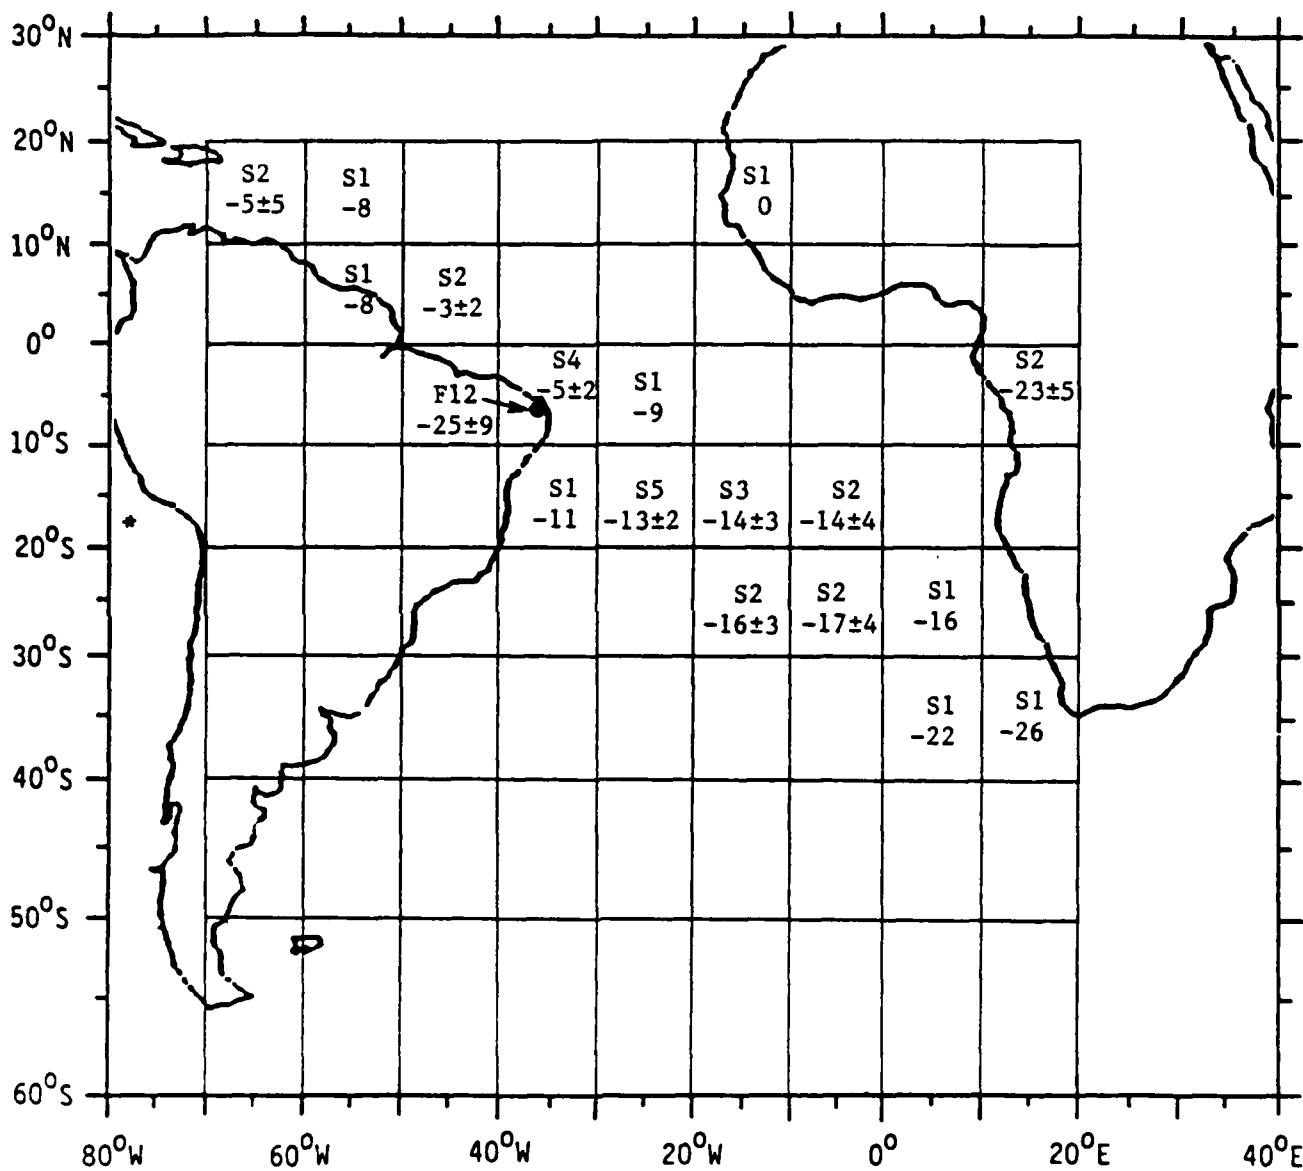 30°N
20°N
S2
-5±5
S1
-8
S1
0
10°N
S1
-8
S2
-3±2
0°
S4
-5±2
S1
-9
S2
-23±5
F12
-25±9
10°S
S1
-11
S5
-13±2
S3
-14±3
S2
-14±4
*
20°S
S2
-16±3
S2
-17±4
S1
-16
30°S
S1
-22
S1
-26
40°S
50°S
60°S
80°W 60°W 40°W 20°W 0° 20°E 40°E